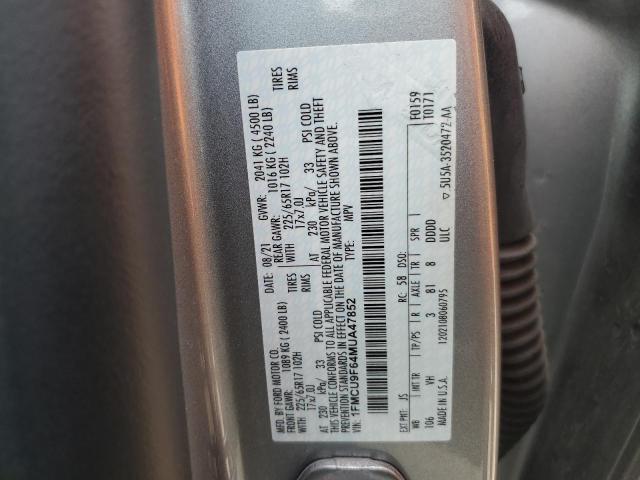 MFD. BY FORD MOTOR CO.
DATE: 08/21 GVWR: 2041 KG ( 4500 LB)
FRONT GAWR: 1089 KG ( 2400 LB) REAR GAWR: 1016 KG ( 2240 LB)
WITH 225/65R17 102H TIRES WITH 225/65R17 102H TIRES
17x7.0J RIMS 17x7.0J RIMS
AT 230 kPa/ 33 PSI COLD AT 230 kPa/ 33 PSI COLD
THIS VEHICLE CONFORMS TO ALL APPLICABLE FEDERAL MOTOR VEHICLE SAFETY AND THEFT
PREVENTION STANDARDS IN EFFECT ON THE DATE OF MANUFACTURE SHOWN ABOVE.
VIN: 1FMCU9F64MUA47852 TYPE: MPV
F0159
T0171
EXT PNT: JS RC: 58 DSO:
WB INT TR TP/PS R AXLE TR SPR
106 VH 3 81 8 DDDD
MADE IN U.S.A. 12021U8060795 ULC
▽ 5U5A-3520472-AA